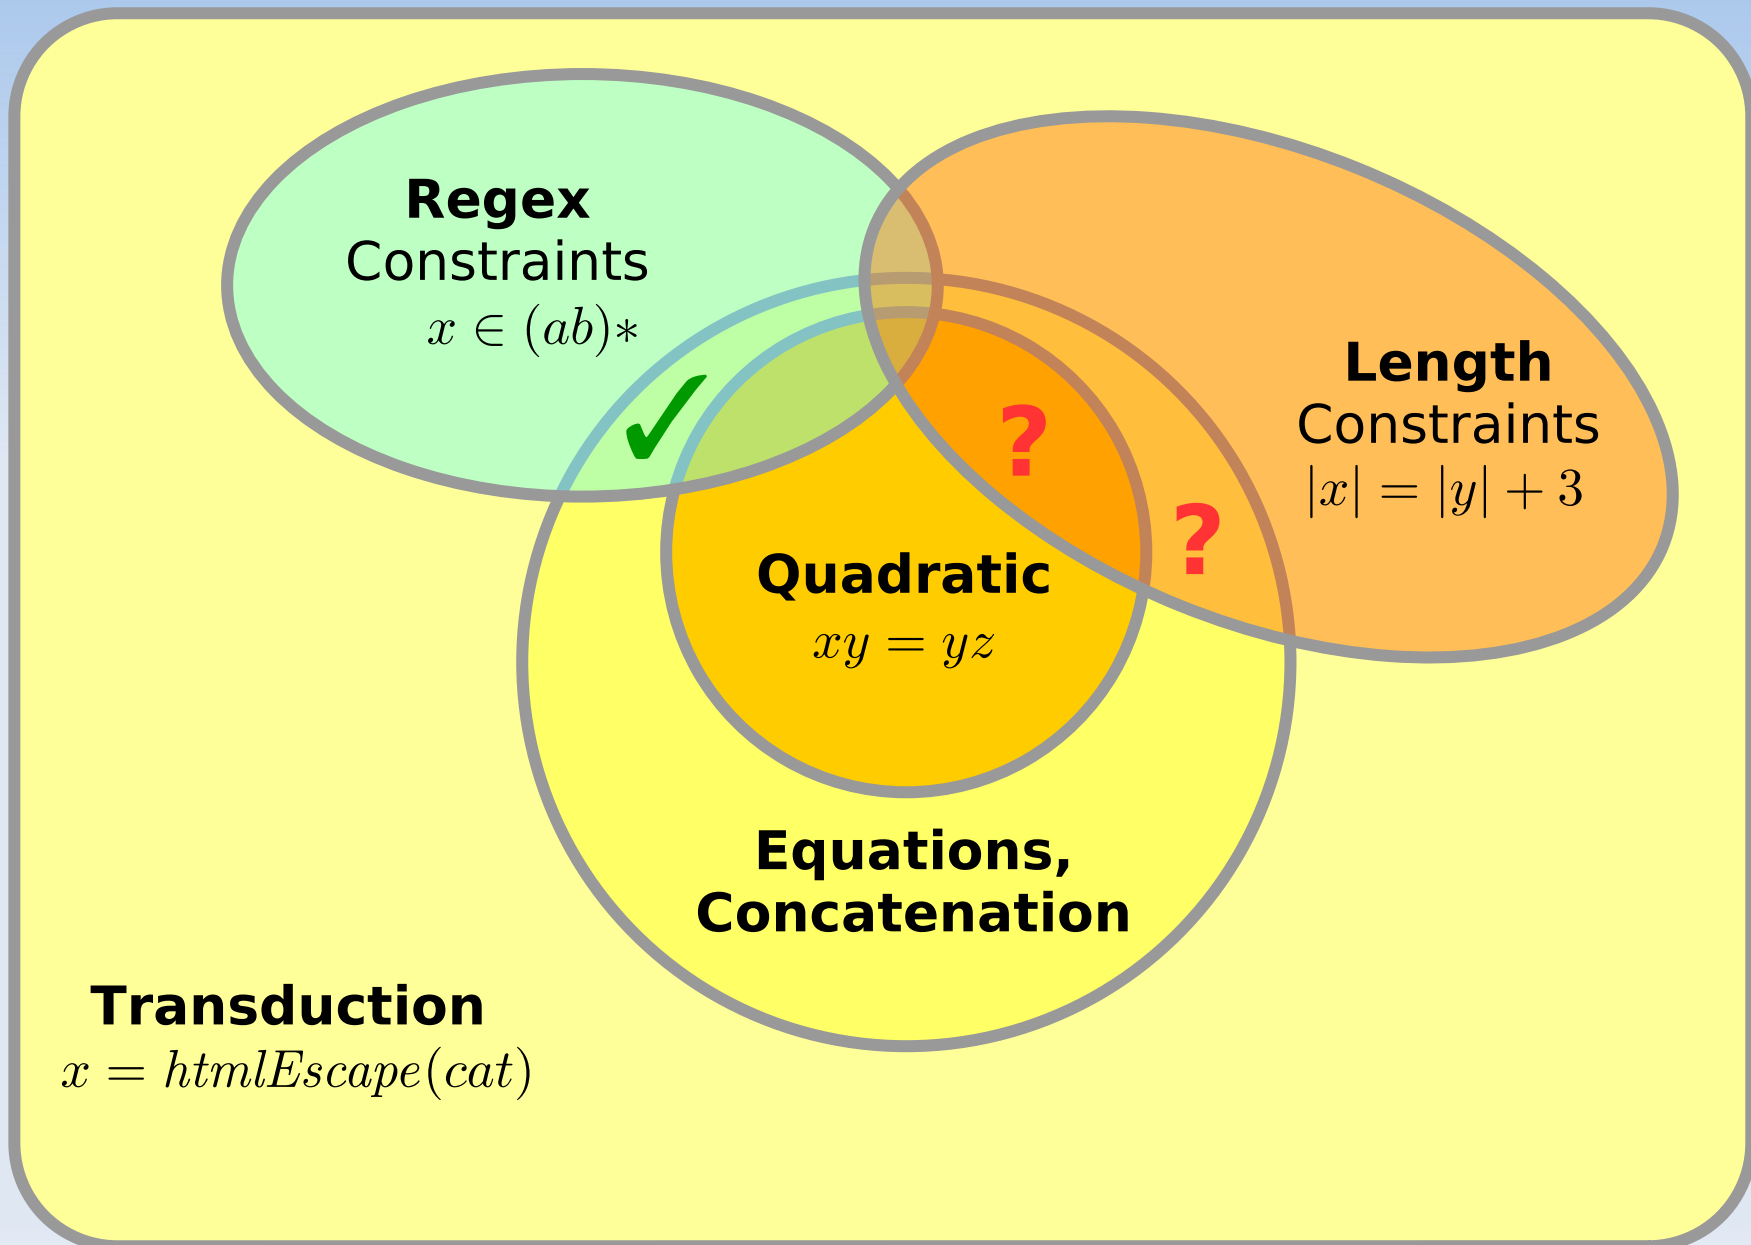 Regex
Constraints
x ∈ (ab)*
✓
Length
Constraints
|x| = |y| + 3
?
?
Quadratic
xy = yz
Equations,
Concatenation
Transduction
x = htmlEscape(cat)